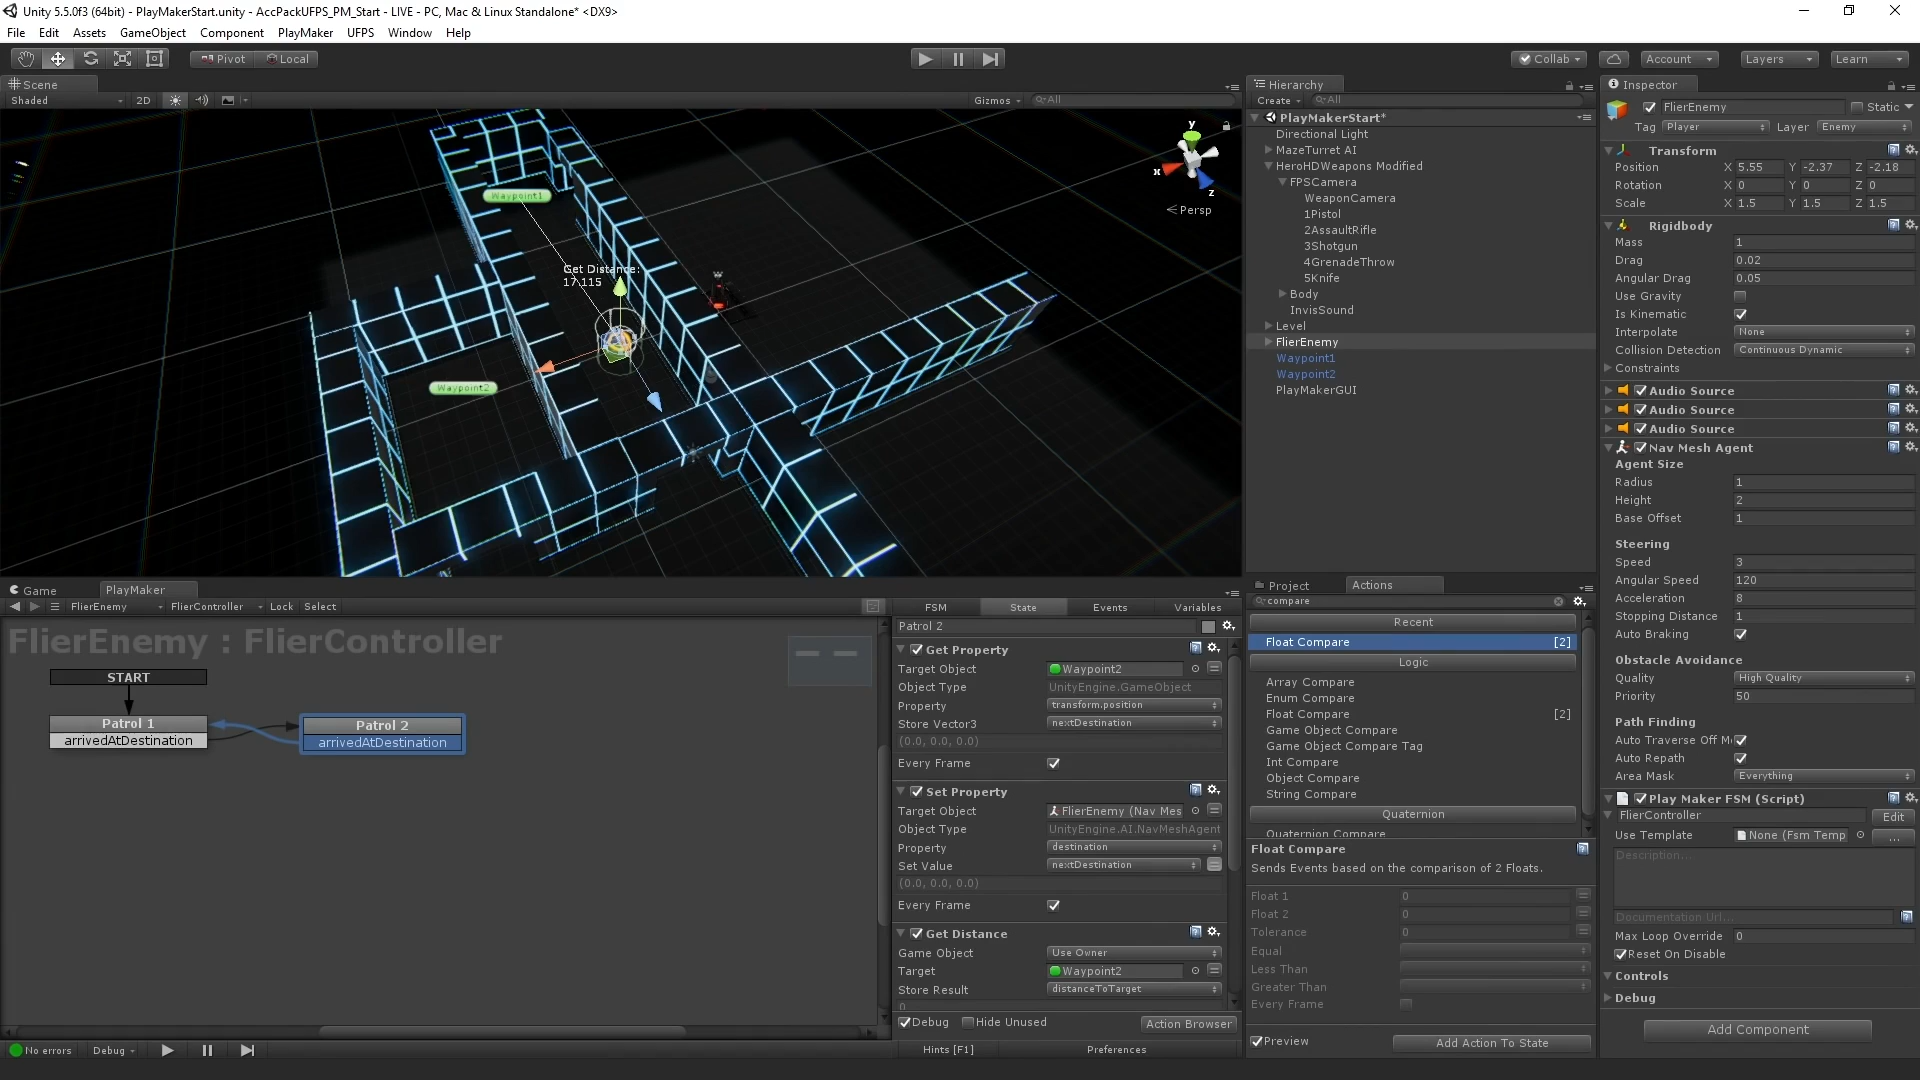 Unity 5.5.0f3 (64bit) - PlayMakerStart.unity - AccPackUFPS_PM_Start - LIVE - PC, Mac & Linux Standalone* <DX9>
File Edit Assets GameObject Component PlayMaker UFPS Window Help
Pivot Local
Collab Account Layers Learn
Scene
Shaded 2D Gizmos All
Waypoint1
Get Distance:
17.115
Waypoint2
y
x
z
Persp
Hierarchy
Create All
PlayMakerStart*
Directional Light
MazeTurret AI
HeroHDWeapons Modified
FPSCamera
WeaponCamera
1Pistol
2AssaultRifle
3Shotgun
4GrenadeThrow
5Knife
Body
InvisSound
Level
FlierEnemy
Waypoint1
Waypoint2
PlayMakerGUI
Inspector
FlierEnemy Static
Tag Player Layer Enemy
Transform
Position X 5.55 Y -2.37 Z -2.18
Rotation X 0 Y 0 Z 0
Scale X 1.5 Y 1.5 Z 1.5
Rigidbody
Mass 1
Drag 0.02
Angular Drag 0.05
Use Gravity
Is Kinematic
Interpolate None
Collision Detection Continuous Dynamic
Constraints
Audio Source
Audio Source
Audio Source
Nav Mesh Agent
Agent Size
Radius 1
Height 2
Base Offset 1
Steering
Speed 3
Angular Speed 120
Acceleration 8
Stopping Distance 1
Auto Braking
Obstacle Avoidance
Quality High Quality
Priority 50
Path Finding
Auto Traverse Off M
Auto Repath
Area Mask Everything
Play Maker FSM (Script)
FlierController Edit
Use Template None (Fsm Temp ...
Description...
Documentation Url...
Max Loop Override 0
Reset On Disable
Controls
Debug
Add Component
Game PlayMaker
FlierEnemy FlierController Lock Select
FlierEnemy : FlierController
START
Patrol 1
arrivedAtDestination
Patrol 2
arrivedAtDestination
No errors Debug
FSM State Events Variables
Patrol 2
Get Property
Target Object Waypoint2
Object Type UnityEngine.GameObject
Property transform.position
Store Vector3 nextDestination
(0.0, 0.0, 0.0)
Every Frame
Set Property
Target Object FlierEnemy (Nav Mes
Object Type UnityEngine.AI.NavMeshAgent
Property destination
Set Value nextDestination
(0.0, 0.0, 0.0)
Every Frame
Get Distance
Game Object Use Owner
Target Waypoint2
Store Result distanceToTarget
0
Debug Hide Unused Action Browser
Hints [F1] Preferences
Project Actions
compare
Recent
Float Compare [2]
Logic
Array Compare
Enum Compare
Float Compare [2]
Game Object Compare
Game Object Compare Tag
Int Compare
Object Compare
String Compare
Quaternion
Quaternion Compare
Float Compare
Sends Events based on the comparison of 2 Floats.
Float 1 0
Float 2 0
Tolerance 0
Equal
Less Than
Greater Than
Every Frame
Preview Add Action To State